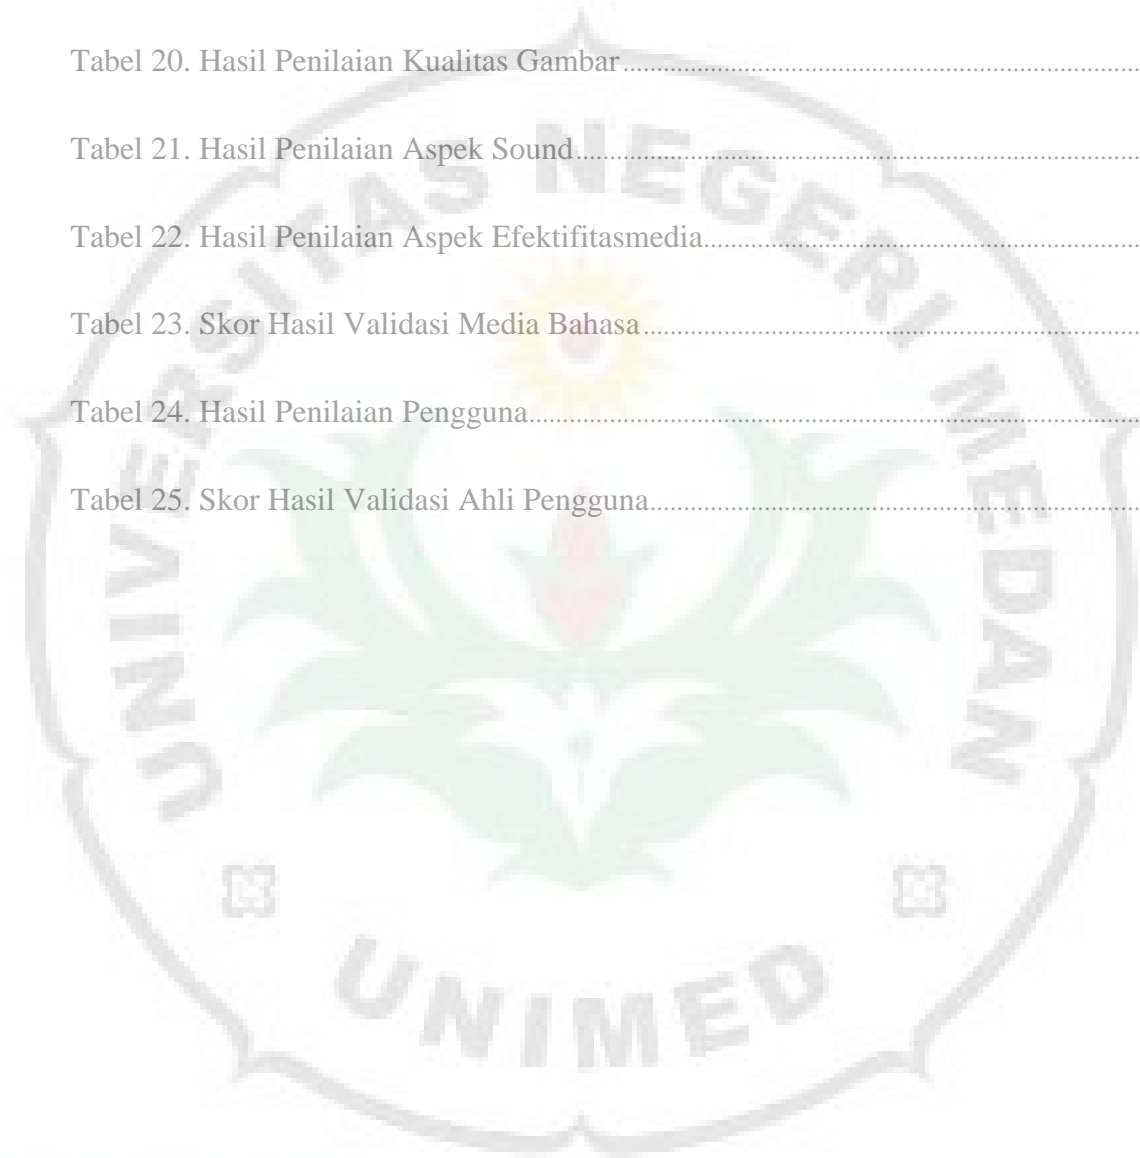 Tabel 20. Hasil Penilaian Kualitas Gambar
Tabel 21. Hasil Penilaian Aspek Sound
Tabel 22. Hasil Penilaian Aspek Efektifitasmedia
Tabel 23. Skor Hasil Validasi Media Bahasa
Tabel 24. Hasil Penilaian Pengguna
Tabel 25. Skor Hasil Validasi Ahli Pengguna
UNIVERSITAS NEGERI MEDAN
UNIMED